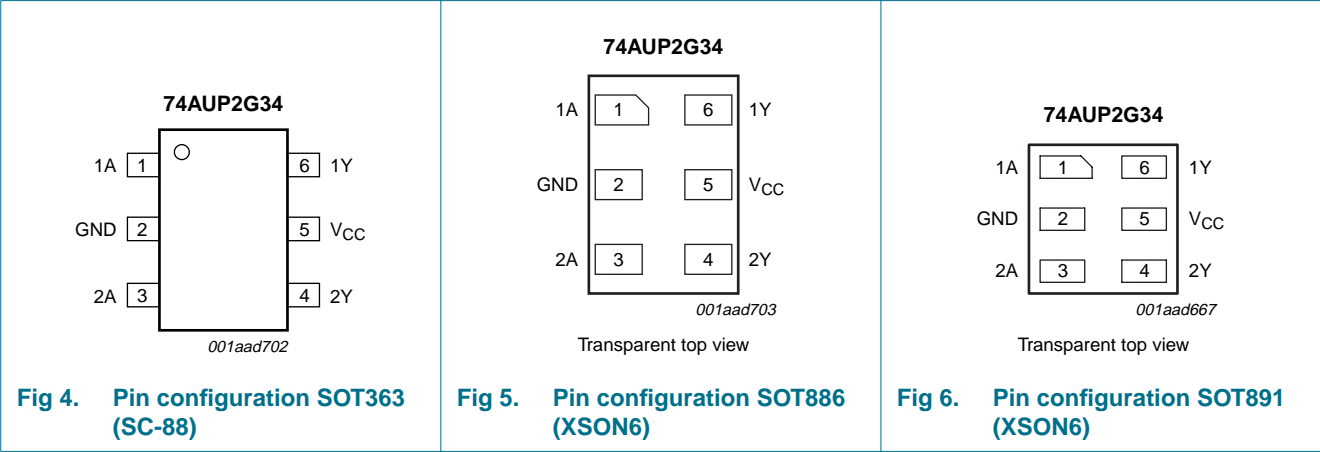 74AUP2G34
1A 1 6 1Y
GND 2 5 VCC
2A 3 4 2Y
001aad702
Fig 4. Pin configuration SOT363
(SC-88)
74AUP2G34
1A 1 6 1Y
GND 2 5 VCC
2A 3 4 2Y
001aad703
Transparent top view
Fig 5. Pin configuration SOT886
(XSON6)
74AUP2G34
1A 1 6 1Y
GND 2 5 VCC
2A 3 4 2Y
001aad667
Transparent top view
Fig 6. Pin configuration SOT891
(XSON6)